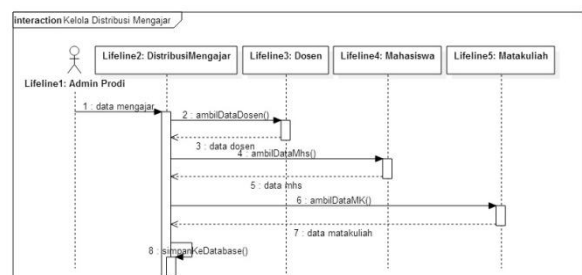 interaction Kelola Distribusi Mengajar
Lifeline2: DistribusiMengajar
Lifeline3: Dosen
Lifeline4: Mahasiswa
Lifeline5: Matakuliah
Lifeline1: Admin Prodi
1 : data mengajar
2 : ambilDataDosen()
3 : data dosen
4 : ambilDataMhs()
5 : data mhs
6 : ambilDataMK()
7 : data matakuliah
8 : simpanKeDatabase()